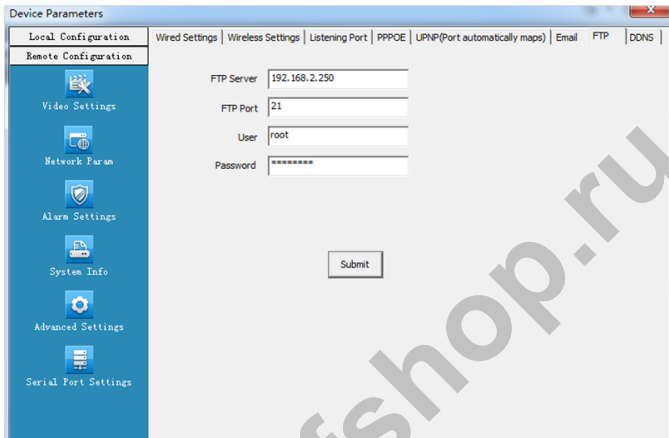 Device Parameters
Local Configuration
Remote Configuration
Video Settings
Network Param
Alarm Settings
System Info
Advanced Settings
Serial Port Settings
Wired Settings Wireless Settings Listening Port PPPOE UPNP(Port automatically maps) Email FTP DDNS
FTP Server 192.168.2.250
FTP Port 21
User root
Password ********
Submit
fshop.ru